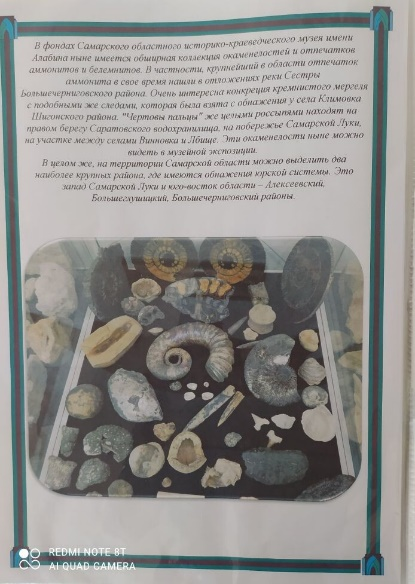 В фондах Самарского областного историко-краеведческого музея имени
Алабина ныне имеется обширная коллекция окаменелостей и отпечатков
аммонитов и белемнитов. В частности, крупнейший в области отпечаток
аммонита в свое время нашли в отложениях реки Сестры
Большечерниговского района. Очень интересна конкреция кремнистого мергеля
с подобными же следами, которая была взята с обнажения у села Климовка
Шигонского района. "Чертовы пальцы" же целыми россыпями находят на
правом берегу Саратовского водохранилища, на побережье Самарской Луки,
на участке между селами Винновка и Лбище. Эти окаменелости ныне можно
видеть в музейной экспозиции.
В целом же, на территории Самарской области можно выделить два
наиболее крупных района, где имеются обнажения юрской системы. Это
запад Самарской Луки и юго-восток области – Алексеевский,
Большеглушицкий, Большечерниговский районы.
REDMI NOTE 8T
AI QUAD CAMERA